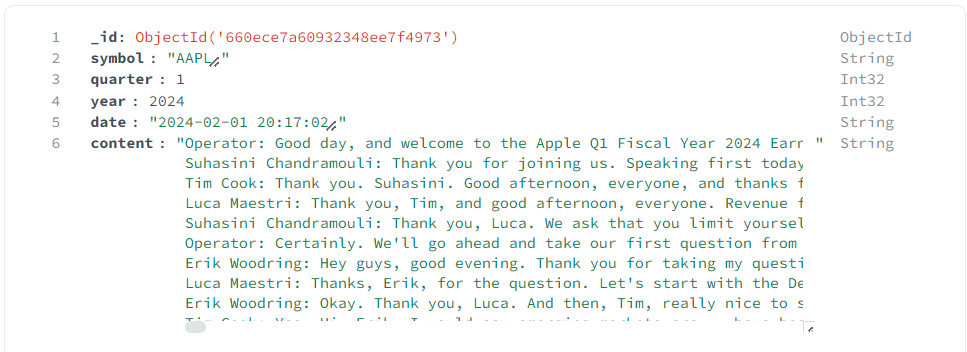 1 _id: ObjectId('660ece7a60932348ee7f4973') ObjectId
2 symbol : "AAPL" String
3 quarter : 1 Int32
4 year : 2024 Int32
5 date : "2024-02-01 20:17:02" String
6 content : "Operator: Good day, and welcome to the Apple Q1 Fiscal Year 2024 Earn " String
Suhasini Chandramouli: Thank you for joining us. Speaking first today
Tim Cook: Thank you. Suhasini. Good afternoon, everyone, and thanks f
Luca Maestri: Thank you, Tim, and good afternoon, everyone. Revenue f
Suhasini Chandramouli: Thank you, Luca. We ask that you limit yoursel
Operator: Certainly. We'll go ahead and take our first question from
Erik Woodring: Hey guys, good evening. Thank you for taking my questi
Luca Maestri: Thanks, Erik, for the question. Let's start with the De
Erik Woodring: Okay. Thank you, Luca. And then, Tim, really nice to s